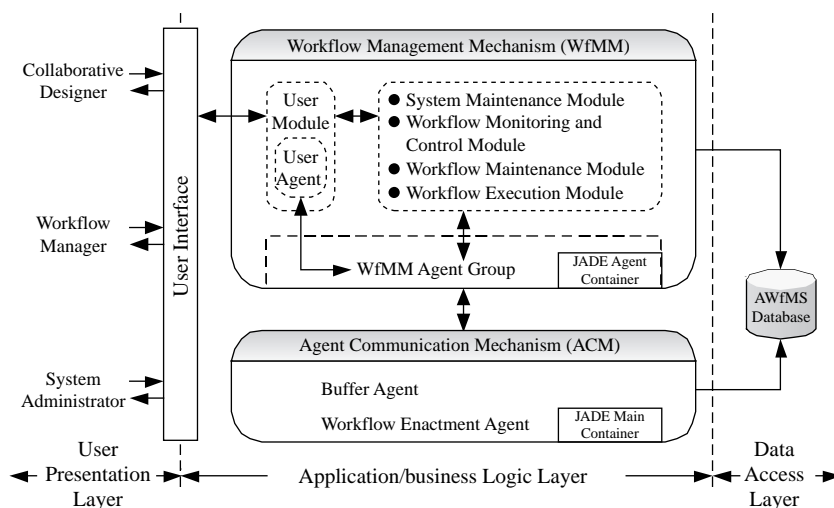 Workflow Management Mechanism (WfMM)
Collaborative
Designer
User
Module
User
Agent
● System Maintenance Module
● Workflow Monitoring and
Control Module
● Workflow Maintenance Module
● Workflow Execution Module
Workflow
Manager
User Interface
WfMM Agent Group
JADE Agent
Container
AWfMS
Database
Agent Communication Mechanism (ACM)
System
Administrator
Buffer Agent
Workflow Enactment Agent
JADE Main
Container
User
Presentation
Layer
Application/business Logic Layer
Data
Access
Layer